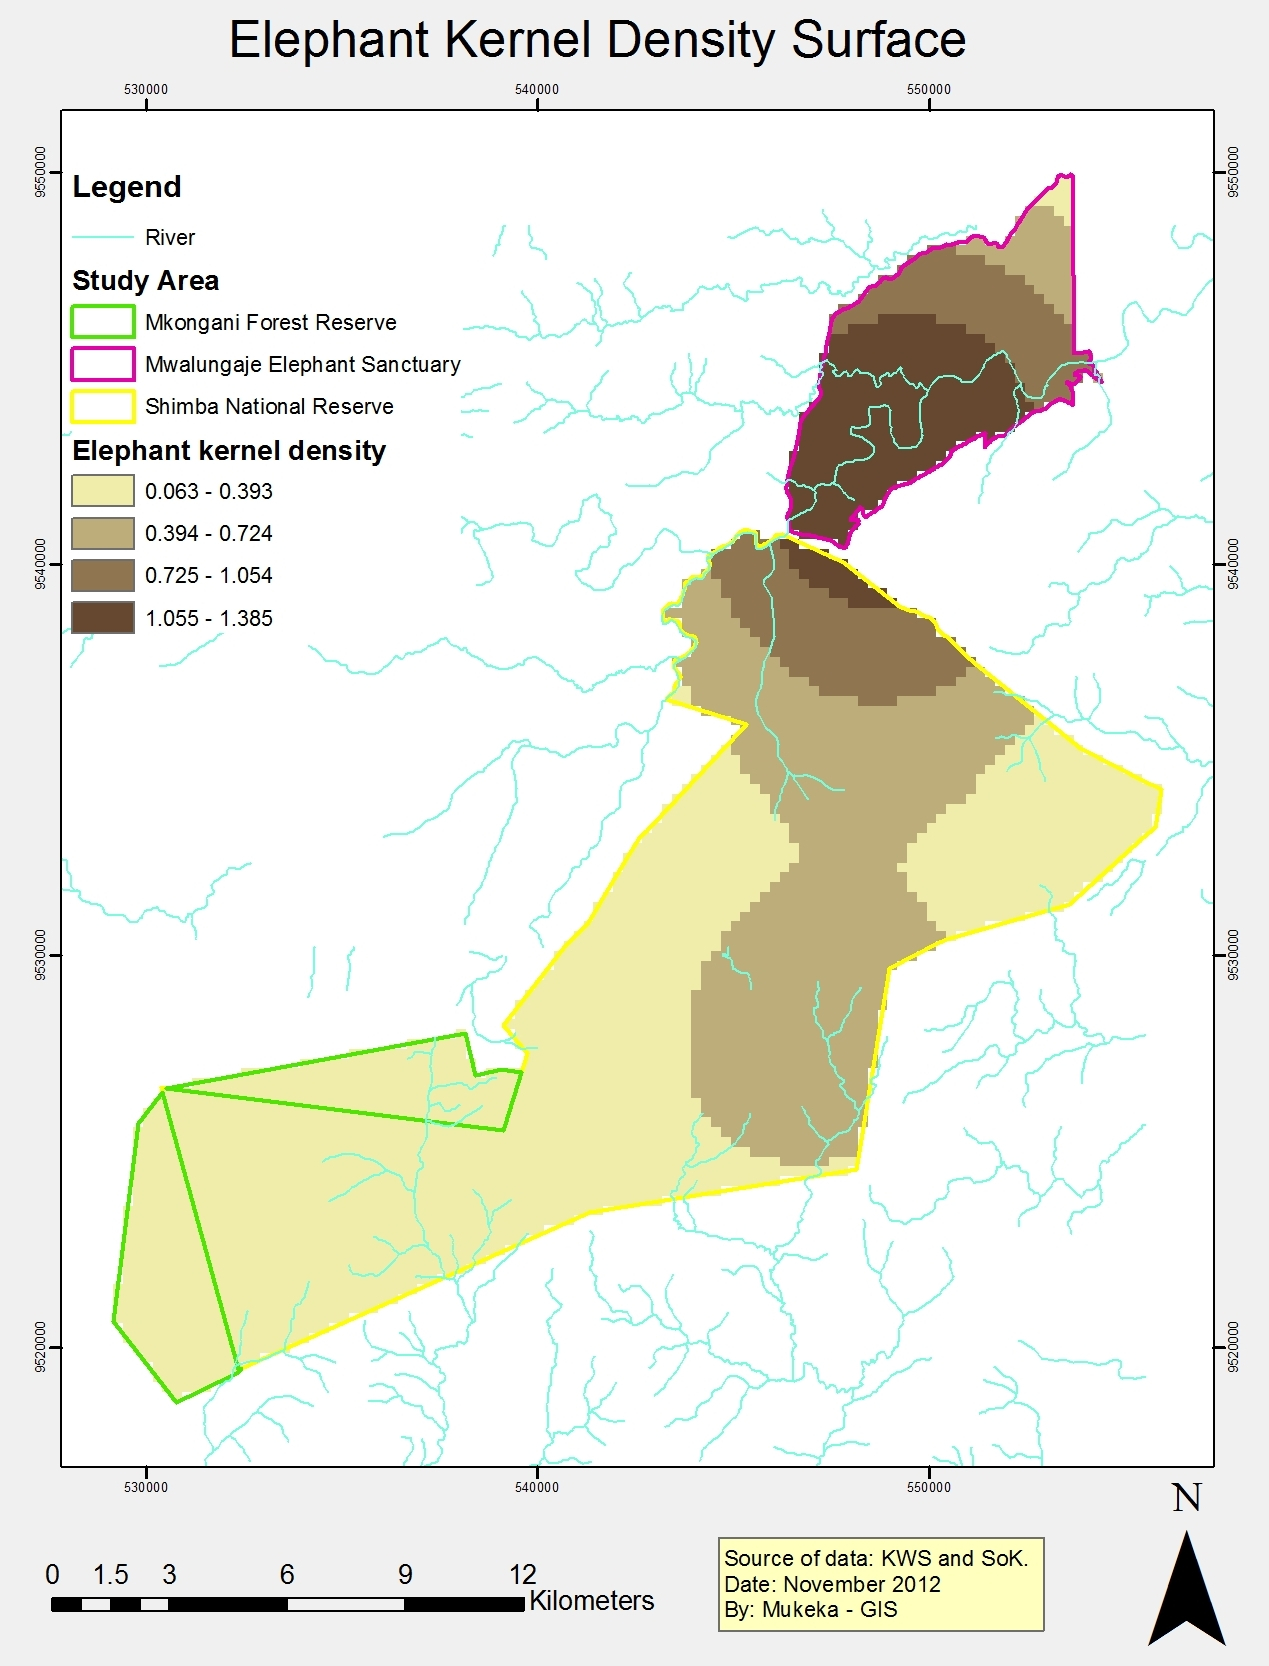 Elephant Kernel Density Surface
530000 540000 550000
9550000 9550000
Legend
River
Study Area
Mkongani Forest Reserve
Mwalungaje Elephant Sanctuary
Shimba National Reserve
Elephant kernel density
0.063 - 0.393
0.394 - 0.724
0.725 - 1.054
1.055 - 1.385
9540000 9540000
9530000 9530000
9520000 9520000
530000 540000 550000
N
0 1.5 3 6 9 12
Kilometers
Source of data: KWS and SoK.
Date: November 2012
By: Mukeka - GIS